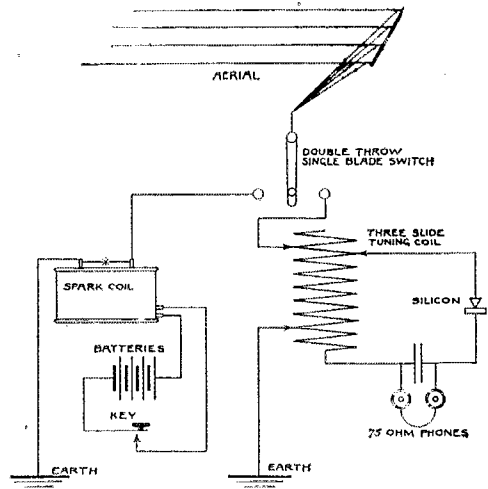 AERIAL
DOUBLE THROW
SINGLE BLADE SWITCH
THREE SLIDE
TUNING COIL
SPARK COIL
SILICON
BATTERIES
KEY
75 OHM PHONES
EARTH
EARTH